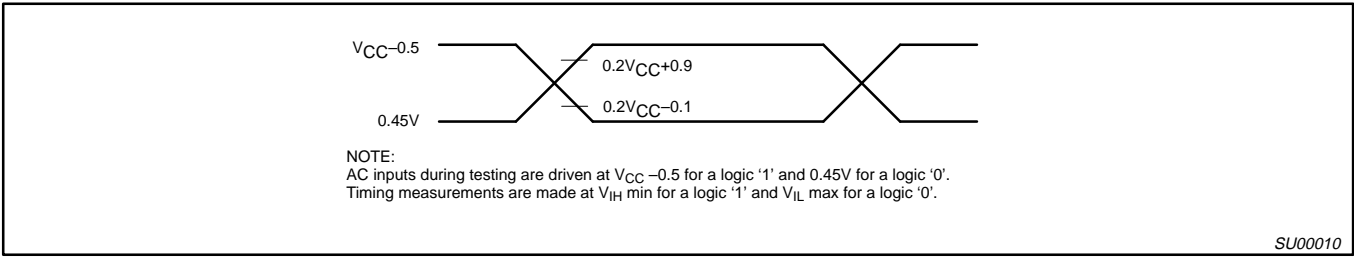 VCC–0.5
0.2VCC+0.9
0.2VCC–0.1
0.45V
NOTE:
AC inputs during testing are driven at VCC –0.5 for a logic ‘1’ and 0.45V for a logic ‘0’.
Timing measurements are made at VIH min for a logic ‘1’ and VIL max for a logic ‘0’.
SU00010